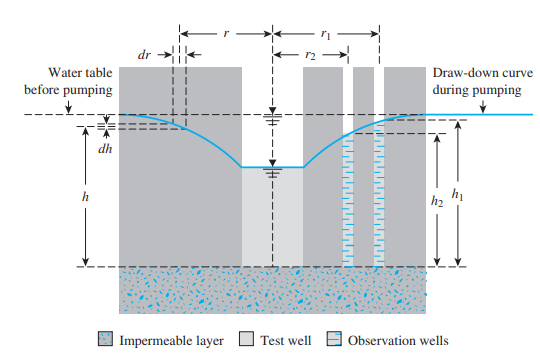 r
r1
dr
r2
Water table
before pumping
Draw-down curve
during pumping
dh
h
h2
h1
Impermeable layer
Test well
Observation wells